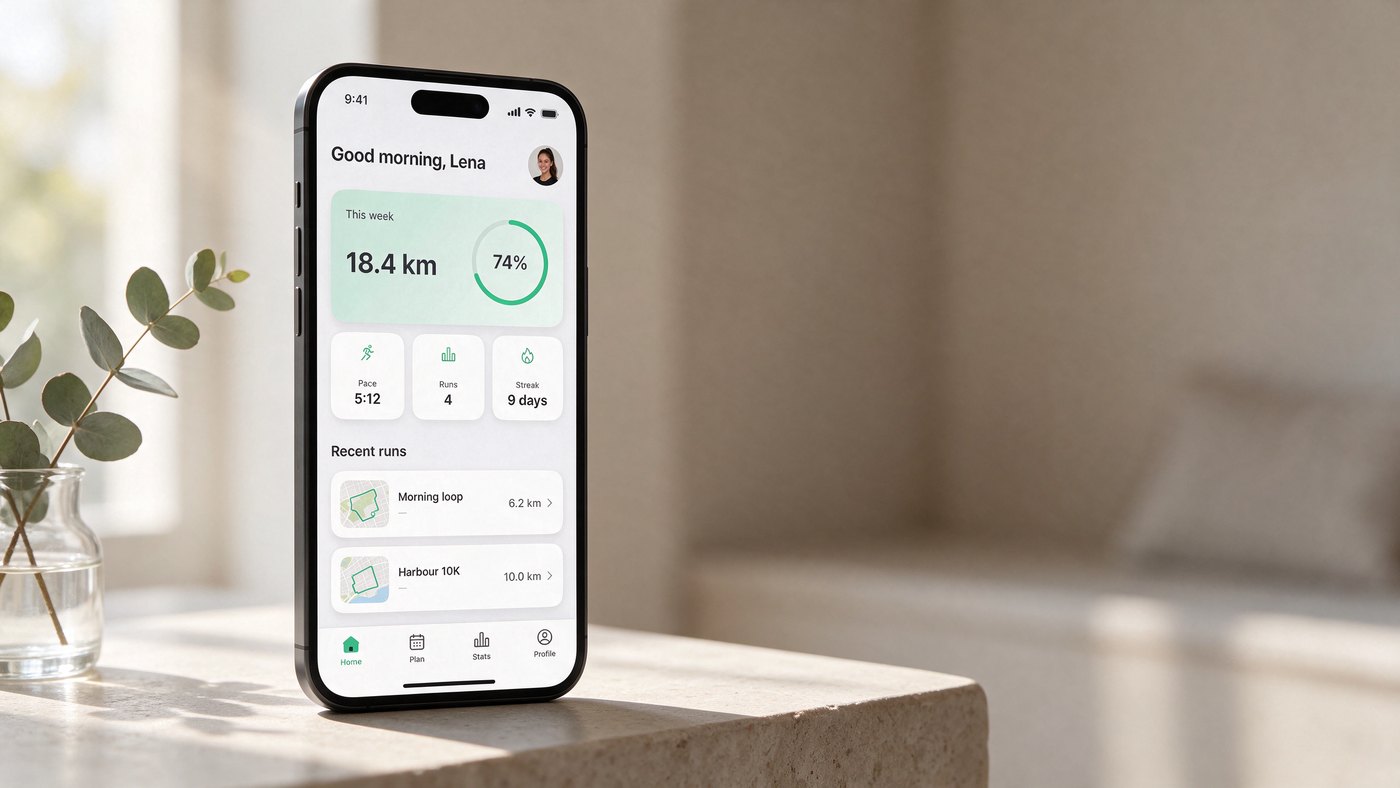 9:41
Good morning, Lena
This week
18.4 km
74%
Pace
5:12
Runs
4
Streak
9 days
Recent runs
Morning loop
6.2 km
Harbour 10K
10.0 km
Home
Plan
Stats
Profile